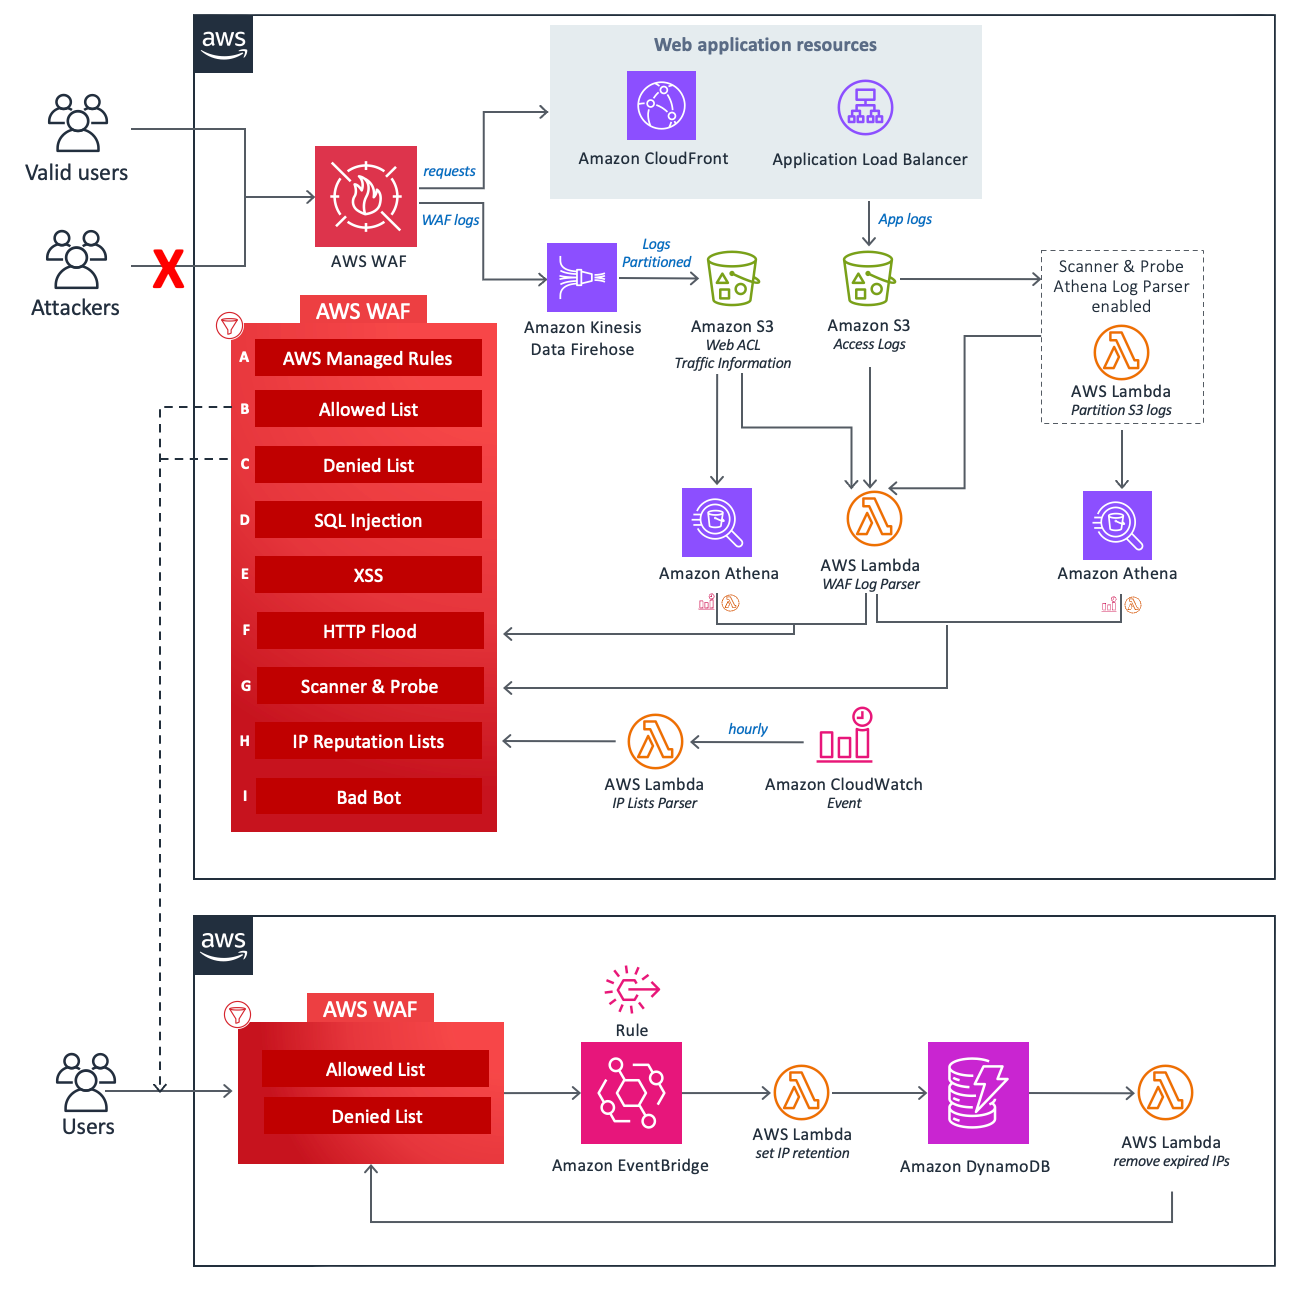 aws
Web application resources
Amazon CloudFront
Application Load Balancer
Valid users
Attackers
X
requests
WAF logs
AWS WAF
App logs
Logs
Partitioned
Amazon Kinesis
Data Firehose
Amazon S3
Web ACL
Traffic Information
Amazon S3
Access Logs
Scanner & Probe
Athena Log Parser
enabled
AWS Lambda
Partition S3 logs
AWS WAF
A
AWS Managed Rules
B
Allowed List
C
Denied List
D
SQL Injection
E
XSS
F
HTTP Flood
G
Scanner & Probe
H
IP Reputation Lists
I
Bad Bot
Amazon Athena
AWS Lambda
WAF Log Parser
Amazon Athena
hourly
AWS Lambda
IP Lists Parser
Amazon CloudWatch
Event
aws
AWS WAF
Allowed List
Denied List
Users
Rule
Amazon EventBridge
AWS Lambda
set IP retention
Amazon DynamoDB
AWS Lambda
remove expired IPs